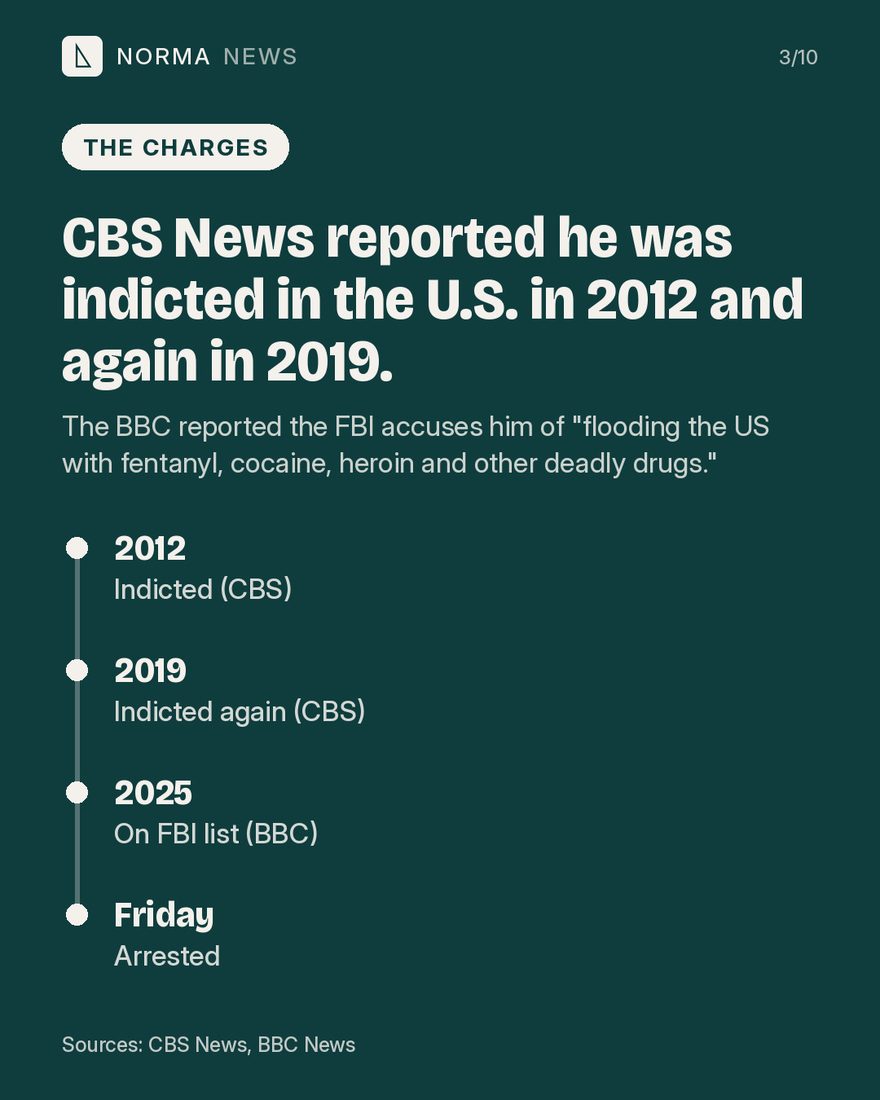 NORMA NEWS
3/10
THE CHARGES
CBS News reported he was
indicted in the U.S. in 2012 and
again in 2019.
The BBC reported the FBI accuses him of "flooding the US
with fentanyl, cocaine, heroin and other deadly drugs."
2012
Indicted (CBS)
2019
Indicted again (CBS)
2025
On FBI list (BBC)
Friday
Arrested
Sources: CBS News, BBC News